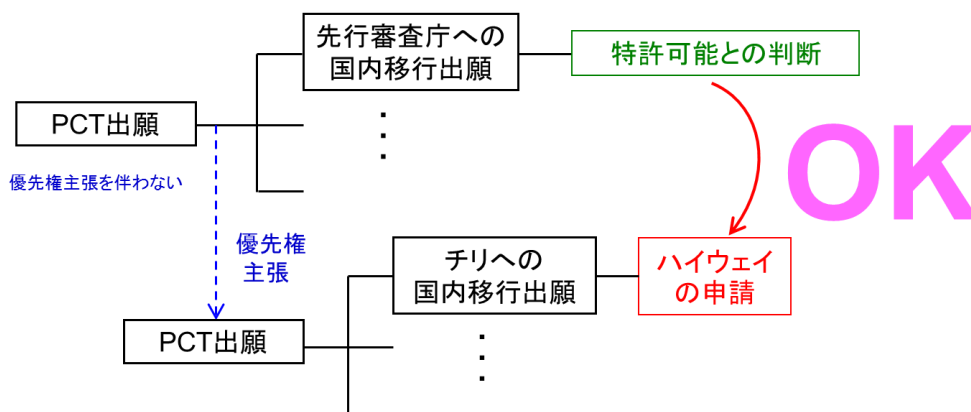 先行審査庁への
国内移行出願
特許可能との判断
PCT出願
優先権主張を伴わない
OK
優先権
主張
チリへの
国内移行出願
ハイウェイ
の申請
PCT出願